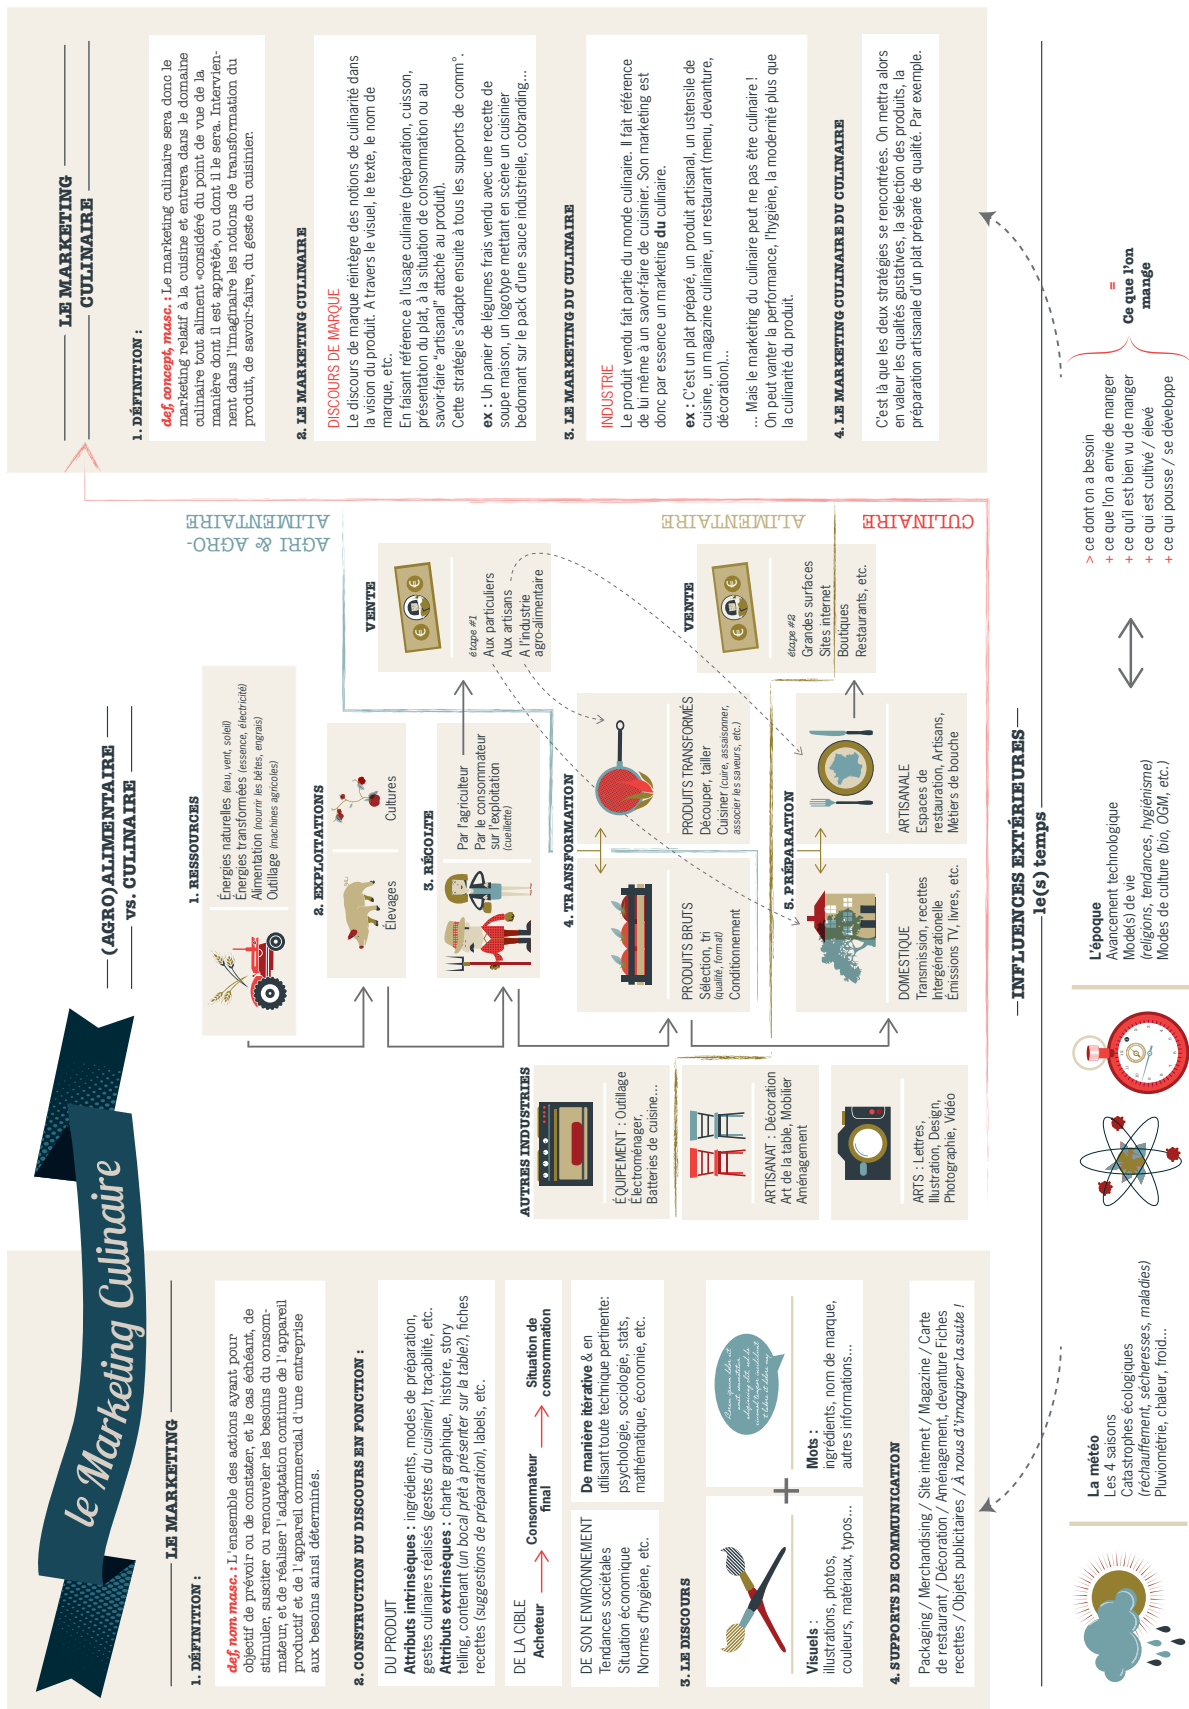 le Marketing Culinaire
LE MARKETING
1. DÉFINITION :
def, nom masc. : L'ensemble des actions ayant pour
objectif de prévoir ou de constater, et le cas échéant, de
stimuler, susciter ou renouveler les besoins du consom-
mateur, et de réaliser l'adaptation continue de l'appareil
productif et de l'appareil commercial d'une entreprise
aux besoins ainsi déterminés.
2. CONSTRUCTION DU DISCOURS EN FONCTION :
DU PRODUIT
Attributs intrinsèques : ingrédients, modes de préparation,
gestes culinaires réalisés (gestes du cuisinier), traçabilité, etc.
Attributs extrinsèques : charte graphique, histoire, story
telling, contenant (un bocal prêt à présenter sur la table?), fiches
recettes (suggestions de préparation), labels, etc.
DE LA CIBLE
Acheteur
Consommateur
final
Situation de
consommation
DE SON ENVIRONNEMENT
Tendances sociétales
Situation économique
Normes d'hygiène, etc.
De manière itérative & en
utilisant toute technique pertinente:
psychologie, sociologie, stats,
mathématique, économie, etc.
3. LE DISCOURS
Visuels :
illustrations, photos,
couleurs, matériaux, typos...
+
Mots :
ingrédients, nom de marque,
autres informations...
4. SUPPORTS DE COMMUNICATION
Packaging / Merchandising / Site internet / Magazine / Carte
de restaurant / Décoration / Aménagement, devanture Fiches
recettes / Objets publicitaires / À nous d'imaginer la suite !
(AGRO)ALIMENTAIRE
vs. CULINAIRE
1. RESSOURCES
Énergies naturelles (eau, vent, soleil)
Énergies transformées (essence, électricité)
Alimentation (nourrir les bêtes, engrais)
Outillage (machines agricoles)
2. EXPLOITATIONS
Élevages
Cultures
3. RÉCOLTE
Par l'agriculteur
Par le consommateur
sur l'exploitation
(cueillette)
VENTE
étape #1
Aux particuliers
Aux artisans
A l'industrie
agro-alimentaire
AGRI & AGRO-
ALIMENTAIRE
AUTRES INDUSTRIES
ÉQUIPEMENT : Outillage
Électroménager,
Batteries de cuisine...
ARTISANAT : Décoration
Art de la table, Mobilier
Aménagement
ARTS : Lettres,
Illustration, Design,
Photographie, Vidéo
4. TRANSFORMATION
PRODUITS BRUTS
Sélection, tri
(qualité, format)
Conditionnement
PRODUITS TRANSFORMÉS
Découper, tailler
Cuisiner (cuire, assaisonner,
associer les saveurs, etc.)
ALIMENTAIRE
5. PRÉPARATION
DOMESTIQUE
Transmission, recettes
Intergénérationelle
Émissions TV, livres, etc.
ARTISANALE
Espaces de
restauration, Artisans,
Métiers de bouche
VENTE
étape #2
Grandes surfaces
Sites internet
Boutiques
Restaurants, etc.
CULINAIRE
LE MARKETING
CULINAIRE
1. DÉFINITION :
def, concept, masc. : Le marketing culinaire sera donc le
marketing relatif à la cuisine et entrera dans le domaine
culinaire tout aliment «considéré du point de vue de la
manière dont il est apprêté», ou dont il le sera. Intervien-
nent dans l'imaginaire les notions de transformation du
produit, de savoir-faire, du geste du cuisinier.
2. LE MARKETING CULINAIRE
DISCOURS DE MARQUE
Le discours de marque réintègre des notions de culinarité dans
la vision du produit. A travers le visuel, le texte, le nom de
marque, etc.
En faisant référence à l'usage culinaire (préparation, cuisson,
présentation du plat, à la situation de consommation ou au
savoir-faire "artisanal" attaché au produit).
Cette stratégie s'adapte ensuite à tous les supports de comm°.
ex : Un panier de légumes frais vendu avec une recette de
soupe maison, un logotype mettant en scène un cuisinier
bedonnant sur le pack d'une sauce industrielle, cobranding...
3. LE MARKETING DU CULINAIRE
INDUSTRIE
Le produit vendu fait partie du monde culinaire. Il fait référence
de lui même à un savoir-faire de cuisinier. Son marketing est
donc par essence un marketing du culinaire.
ex : C'est un plat préparé, un produit artisanal, un ustensile de
cuisine, un magazine culinaire, un restaurant (menu, devanture,
décoration)...
... Mais le marketing du culinaire peut ne pas être culinaire !
On peut vanter la performance, l'hygiène, la modernité plus que
la culinarité du produit.
4. LE MARKETING CULINAIRE DU CULINAIRE
C'est là que les deux stratégies se rencontrées. On mettra alors
en valeur les qualités gustatives, la sélection des produits, la
préparation artisanale d'un plat préparé de qualité. Par exemple.
INFLUENCES EXTÉRIEURES
le(s) temps
La météo
Les 4 saisons
Catastrophes écologiques
(réchauffement, sécheresses, maladies)
Pluviométrie, chaleur, froid...
L'époque
Avancement technologique
Mode(s) de vie
(religions, tendances, hygiénisme)
Modes de culture (bio, OGM, etc.)
> ce dont on a besoin
+ ce que l'on a envie de manger
+ ce qu'il est bien vu de manger
+ ce qui est cultivé / élevé
+ ce qui pousse / se développe
=
Ce que l'on
mange